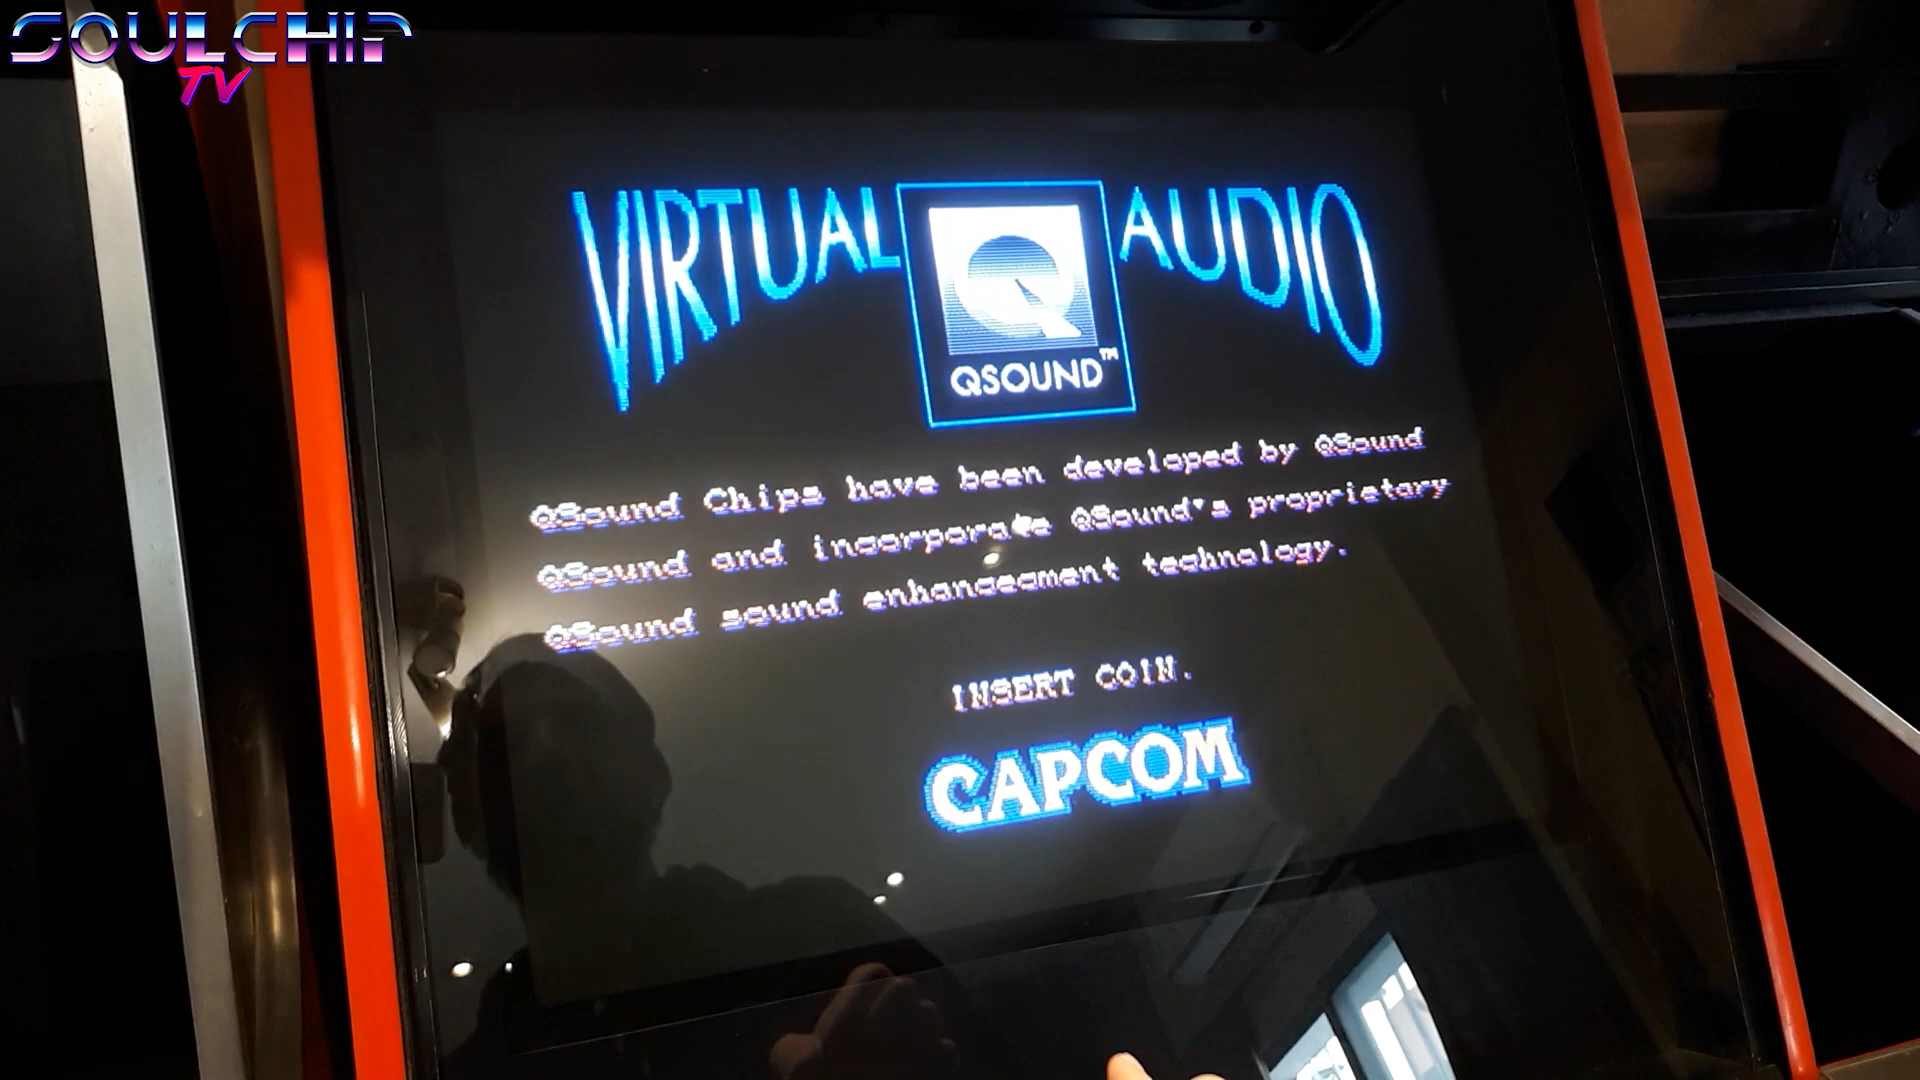 SOULCHIP
TV
VIRTUAL AUDIO
QSOUND™
QSound Chips have been developed by QSound
QSound and incorporate QSound's proprietary
QSound sound enhancement technology.
INSERT COIN.
CAPCOM